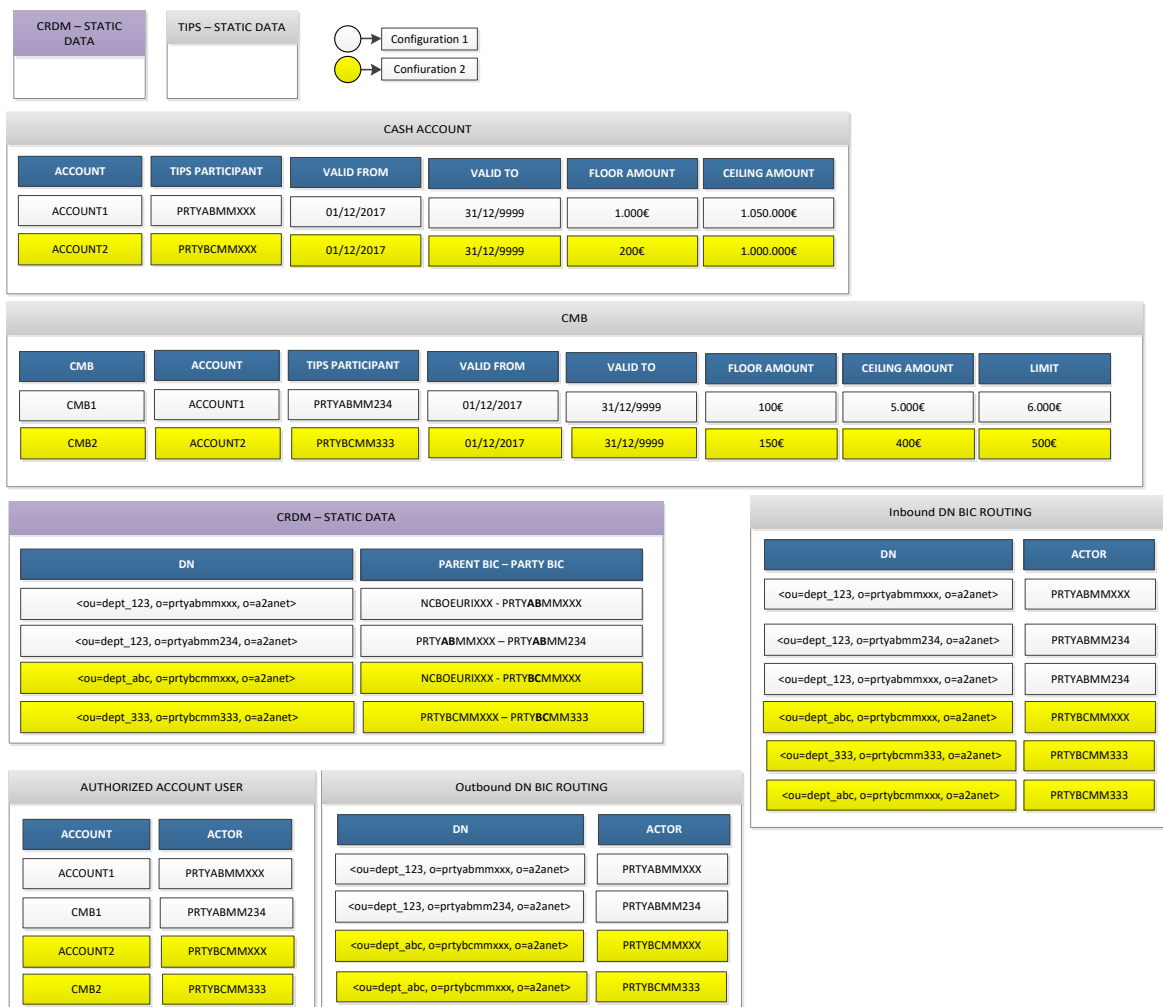 CRDM – STATIC
DATA
TIPS – STATIC DATA
Configuration 1
Confiuration 2
CASH ACCOUNT
ACCOUNT TIPS PARTICIPANT VALID FROM VALID TO FLOOR AMOUNT CEILING AMOUNT
ACCOUNT1 PRTYABMMXXX 01/12/2017 31/12/9999 1.000€ 1.050.000€
ACCOUNT2 PRTYBCMMXXX 01/12/2017 31/12/9999 200€ 1.000.000€
CMB
CMB ACCOUNT TIPS PARTICIPANT VALID FROM VALID TO FLOOR AMOUNT CEILING AMOUNT LIMIT
CMB1 ACCOUNT1 PRTYABMM234 01/12/2017 31/12/9999 100€ 5.000€ 6.000€
CMB2 ACCOUNT2 PRTYBCMM333 01/12/2017 31/12/9999 150€ 400€ 500€
CRDM – STATIC DATA
DN PARENT BIC – PARTY BIC
<ou=dept_123, o=prtyabmmxxx, o=a2anet> NCBOEURIXXX - PRTYABMMXXX
<ou=dept_123, o=prtyabmm234, o=a2anet> PRTYABMMXXX – PRTYABMM234
<ou=dept_abc, o=prtybcmmxxx, o=a2anet> NCBOEURIXXX - PRTYBCMMXXX
<ou=dept_333, o=prtybcmm333, o=a2anet> PRTYBCMMXXX – PRTYBCMM333
Inbound DN BIC ROUTING
DN ACTOR
<ou=dept_123, o=prtyabmmxxx, o=a2anet> PRTYABMMXXX
<ou=dept_123, o=prtyabmm234, o=a2anet> PRTYABMM234
<ou=dept_123, o=prtyabmmxxx, o=a2anet> PRTYABMM234
<ou=dept_abc, o=prtybcmmxxx, o=a2anet> PRTYBCMMXXX
<ou=dept_333, o=prtybcmm333, o=a2anet> PRTYBCMM333
<ou=dept_abc, o=prtybcmmxxx, o=a2anet> PRTYBCMM333
AUTHORIZED ACCOUNT USER
ACCOUNT ACTOR
ACCOUNT1 PRTYABMMXXX
CMB1 PRTYABMM234
ACCOUNT2 PRTYBCMMXXX
CMB2 PRTYBCMM333
Outbound DN BIC ROUTING
DN ACTOR
<ou=dept_123, o=prtyabmmxxx, o=a2anet> PRTYABMMXXX
<ou=dept_123, o=prtyabmm234, o=a2anet> PRTYABMM234
<ou=dept_abc, o=prtybcmmxxx, o=a2anet> PRTYBCMMXXX
<ou=dept_abc, o=prtybcmmxxx, o=a2anet> PRTYBCMM333